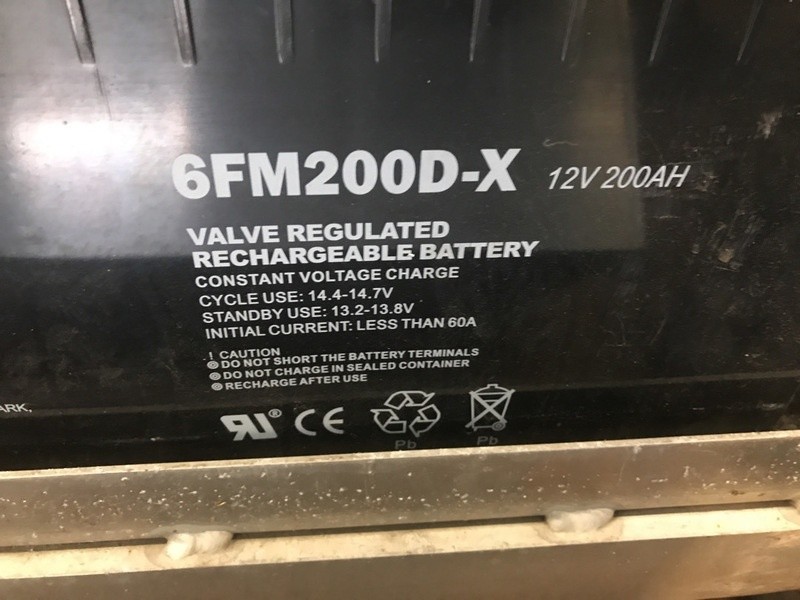 6FM200D-X 12V 200AH
VALVE REGULATED
RECHARGEABLE BATTERY
CONSTANT VOLTAGE CHARGE
CYCLE USE: 14.4-14.7V
STANDBY USE: 13.2-13.8V
INITIAL CURRENT: LESS THAN 60A
! CAUTION
DO NOT SHORT THE BATTERY TERMINALS
DO NOT CHARGE IN SEALED CONTAINER
RECHARGE AFTER USE
ARK,
® CE
Pb Pb